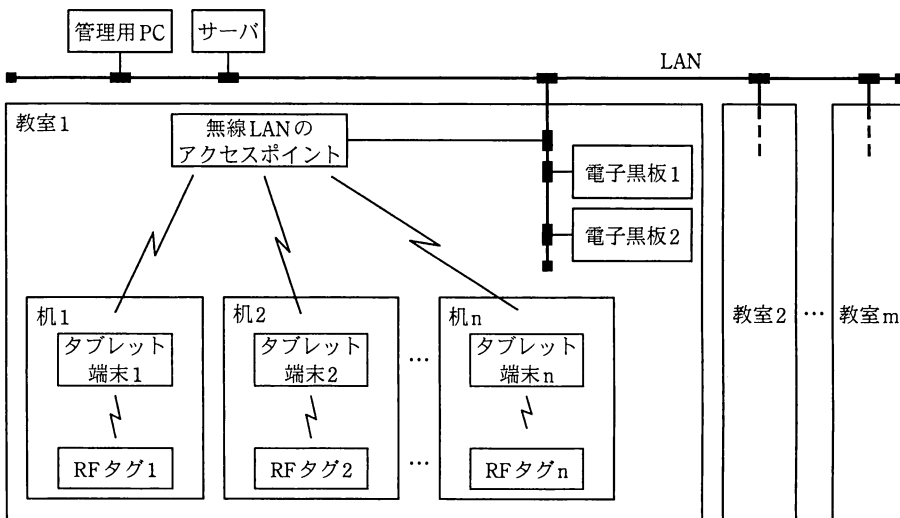 管理用PC
サーバ
LAN
教室1
無線LANの
アクセスポイント
電子黒板1
電子黒板2
机1
タブレット
端末1
RFタグ1
机2
タブレット
端末2
RFタグ2
…
…
机n
タブレット
端末n
RFタグn
教室2
…
教室m